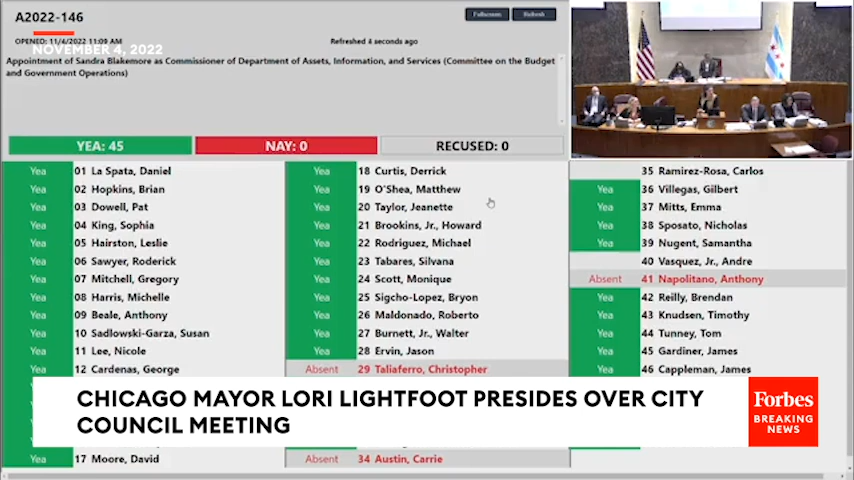 A2022-146
Fullscreen
Refresh
OPENED: 11/4/2022 11:09 AM
Refreshed 4 seconds ago
NOVEMBER 4, 2022
Appointment of Sandra Blakemore as Commissioner of Department of Assets, Information, and Services (Committee on the Budget
and Government Operations)
YEA: 45
NAY: 0
RECUSED: 0
Yea 01 La Spata, Daniel
Yea 02 Hopkins, Brian
Yea 03 Dowell, Pat
Yea 04 King, Sophia
Yea 05 Hairston, Leslie
Yea 06 Sawyer, Roderick
Yea 07 Mitchell, Gregory
Yea 08 Harris, Michelle
Yea 09 Beale, Anthony
Yea 10 Sadlowski-Garza, Susan
Yea 11 Lee, Nicole
Yea 12 Cardenas, George
Yea 17 Moore, David
Yea 18 Curtis, Derrick
Yea 19 O'Shea, Matthew
Yea 20 Taylor, Jeanette
Yea 21 Brookins, Jr., Howard
Yea 22 Rodriguez, Michael
Yea 23 Tabares, Silvana
Yea 24 Scott, Monique
Yea 25 Sigcho-Lopez, Bryon
Yea 26 Maldonado, Roberto
Yea 27 Burnett, Jr., Walter
Yea 28 Ervin, Jason
Absent 29 Taliaferro, Christopher
Absent 34 Austin, Carrie
35 Ramirez-Rosa, Carlos
Yea 36 Villegas, Gilbert
Yea 37 Mitts, Emma
Yea 38 Sposato, Nicholas
Yea 39 Nugent, Samantha
40 Vasquez, Jr., Andre
Absent 41 Napolitano, Anthony
Yea 42 Reilly, Brendan
Yea 43 Knudsen, Timothy
Yea 44 Tunney, Tom
Yea 45 Gardiner, James
Yea 46 Cappleman, James
CHICAGO MAYOR LORI LIGHTFOOT PRESIDES OVER CITY
COUNCIL MEETING
Forbes
BREAKING
NEWS